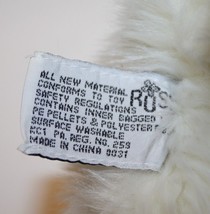 ALL NEW MATERIAL
CONFORMS TO TOY
SAFETY REGULATIONS
CONTAINS INNER BAGGED
PE PELLETS & POLYESTER
SURFACE WASHABLE
PA. REG. NO. 259
MADE IN CHINA 0031